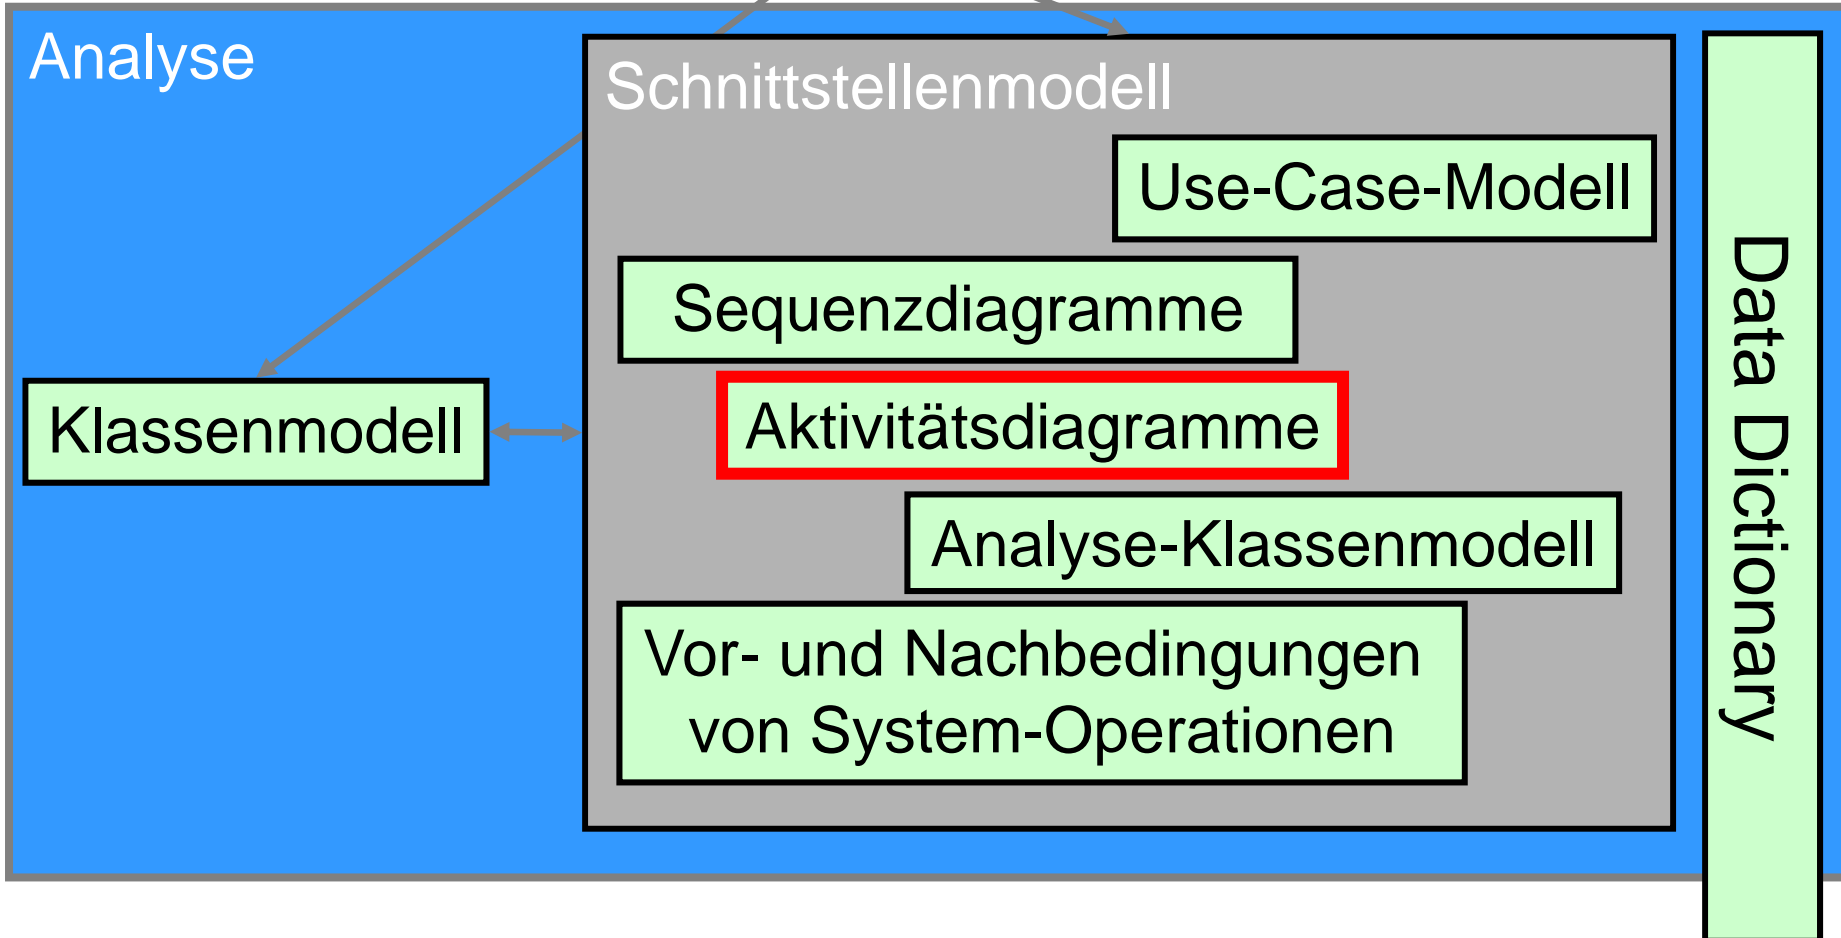 Analyse
Schnittstellenmodell
Use-Case-Modell
Sequenzdiagramme
Klassenmodell
Aktivitätsdiagramme
Analyse-Klassenmodell
Vor- und Nachbedingungen
von System-Operationen
Data Dictionary